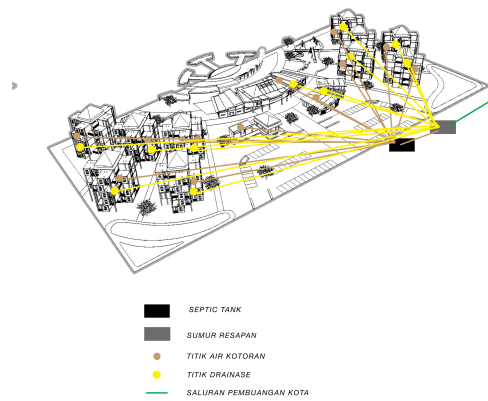 SEPTIC TANK
SUMUR RESAPAN
TITIK AIR KOTORAN
TITIK DRAINASE
SALURAN PEMBUANGAN KOTA